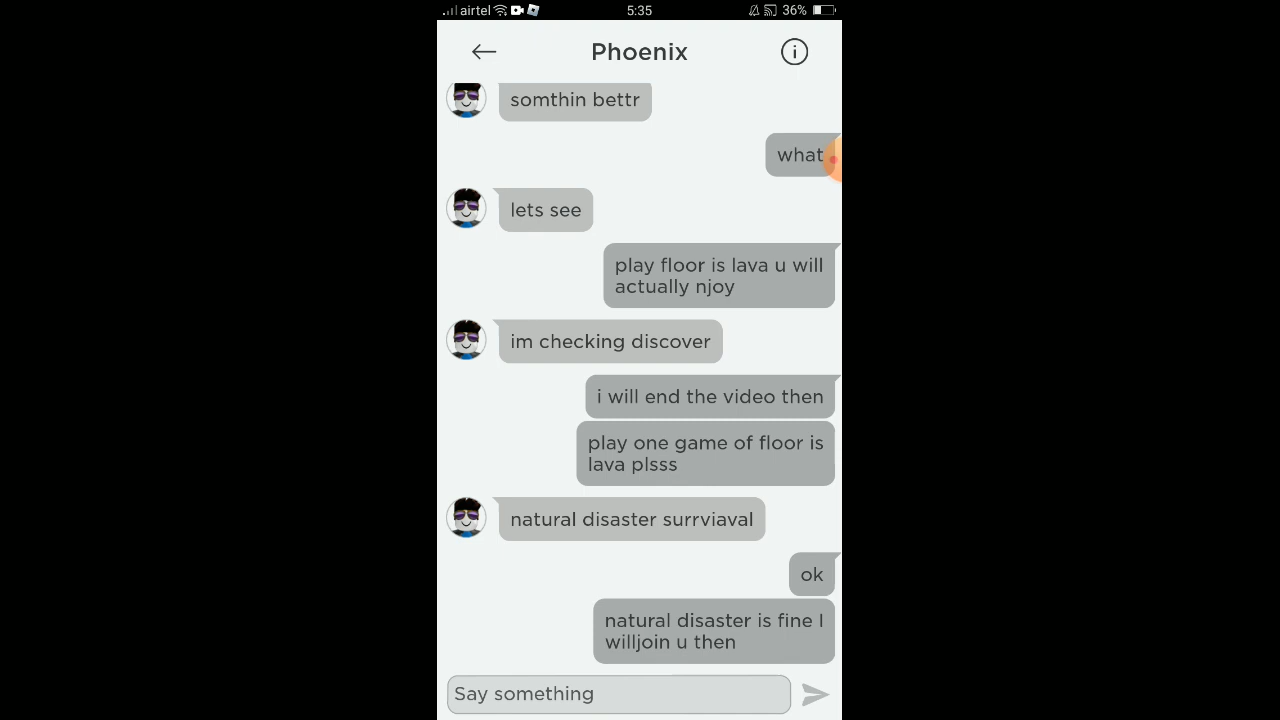 airtel 5:35 36%
Phoenix
somthin bettr
what
lets see
play floor is lava u will
actually njoy
im checking discover
i will end the video then
play one game of floor is
lava plsss
natural disaster surrviaval
ok
natural disaster is fine I
willjoin u then
Say something